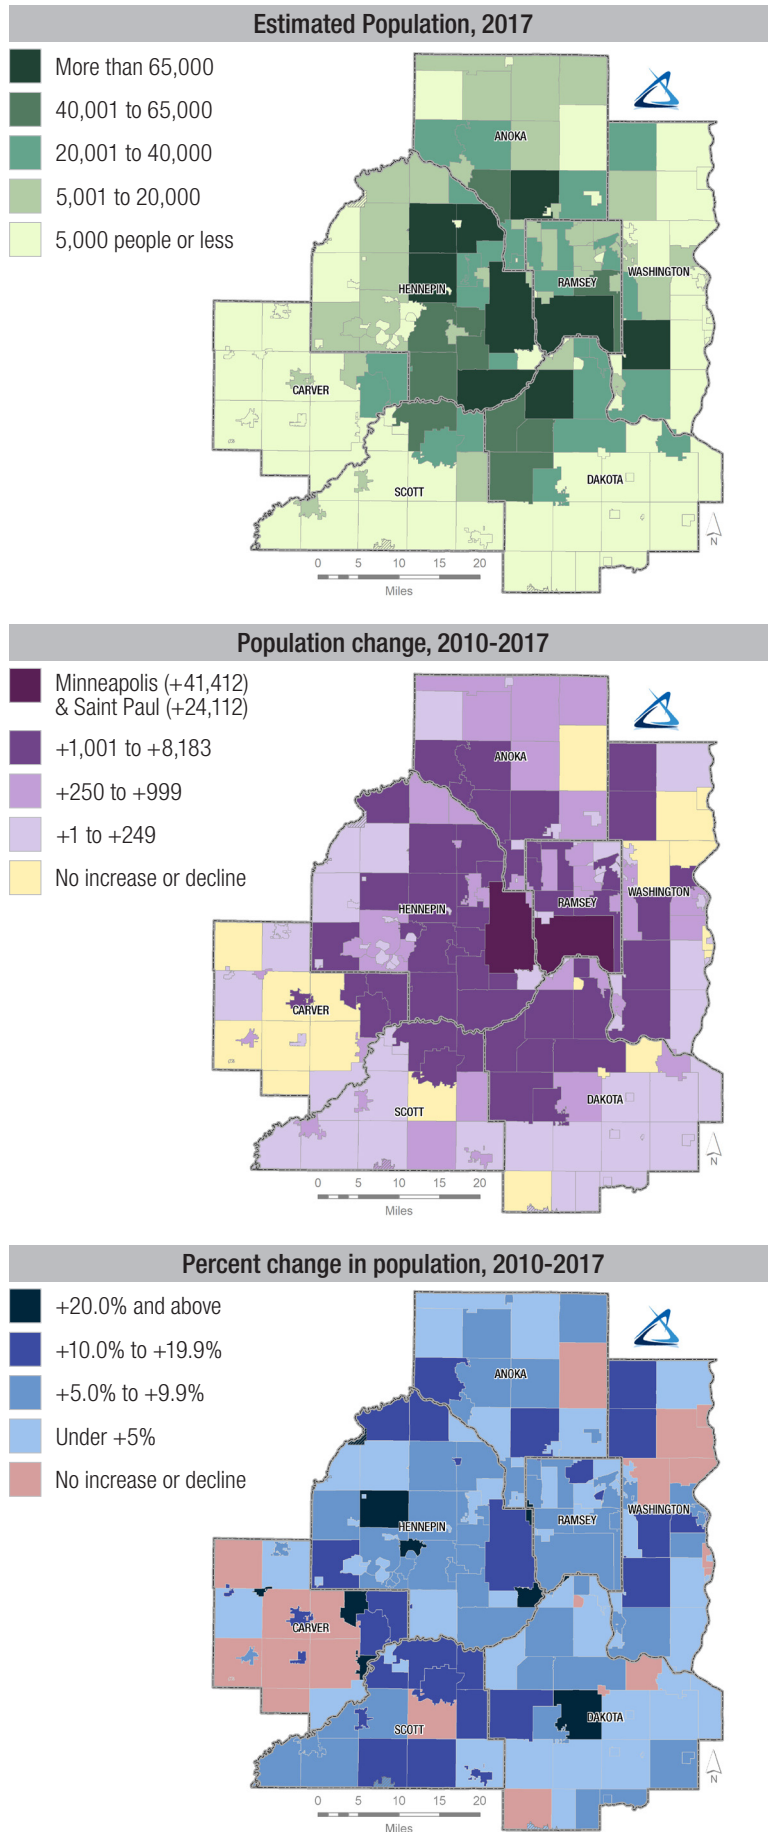 Estimated Population, 2017
More than 65,000
40,001 to 65,000
20,001 to 40,000
5,001 to 20,000
5,000 people or less
ANOKA
HENNEPIN
RAMSEY
WASHINGTON
CARVER
SCOTT
DAKOTA
N
0 5 10 15 20
Miles
Population change, 2010-2017
Minneapolis (+41,412)
& Saint Paul (+24,112)
+1,001 to +8,183
+250 to +999
+1 to +249
No increase or decline
ANOKA
HENNEPIN
RAMSEY
WASHINGTON
CARVER
SCOTT
DAKOTA
N
0 5 10 15 20
Miles
Percent change in population, 2010-2017
+20.0% and above
+10.0% to +19.9%
+5.0% to +9.9%
Under +5%
No increase or decline
ANOKA
HENNEPIN
RAMSEY
WASHINGTON
CARVER
SCOTT
DAKOTA
N
0 5 10 15 20
Miles